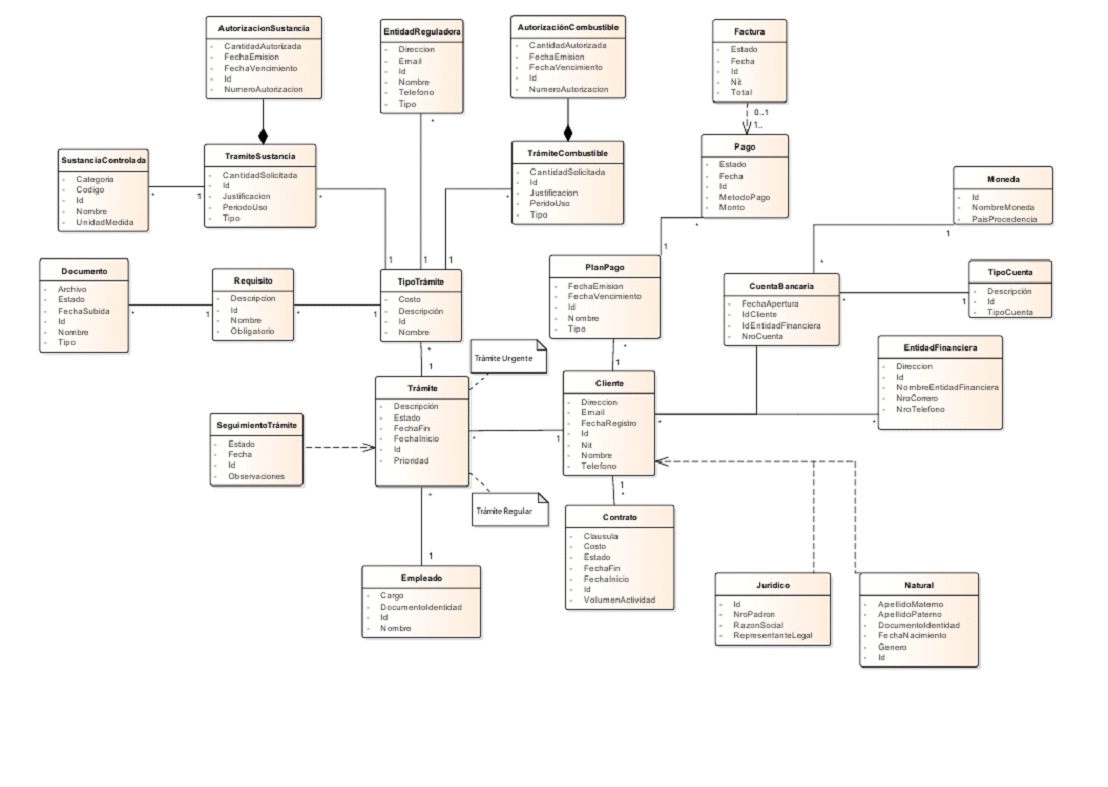 AutorizacionSustancia
- CantidadAutorizada
- FechaEmision
- FechaVencimiento
- Id
- NumeroAutorizacion
EntidadReguladora
- Direccion
- Email
- Id
- Nombre
- Telefono
- Tipo
*
AutorizaciónCombustible
- CantidadAutorizada
- FechaEmision
- FechaVencimiento
- Id
- NumeroAutorizacion
Factura
- Estado
- Fecha
- Id
- Nit
- Total
0..1
1..
SustanciaControlada
- Categoria
- Codigo
- Id
- Nombre
- UnidadMedida
* 1
TramiteSustancia
- CantidadSolicitada
- Id
- Justificacion
- PeriodoUso
- Tipo
*
TrámiteCombustible
- CantidadSolicitada
- Id
- Justificacion
- PeridoUso
- Tipo
*
Pago
- Estado
- Fecha
- Id
- MetodoPago
- Monto
* 1
Moneda
- Id
- NombreMoneda
- PaisProcedencia
1 *
Documento
- Archivo
- Estado
- FechaSubida
- Id
- Nombre
- Tipo
* 1
Requisito
- Descripcion
- Id
- Nombre
- Obligatorio
* 1
1 1 1
TipoTrámite
- Costo
- Descripción
- Id
- Nombre
*
1
PlanPago
- FechaEmision
- FechaVencimiento
- Id
- Nombre
- Tipo
*
1
CuentaBancaria
- FechaApertura
- IdCliente
- IdEntidadFinanciera
- NroCuenta
* 1
TipoCuenta
- Descripción
- Id
- TipoCuenta
EntidadFinanciera
- Direccion
- Id
- NombreEntidadFinanciera
- NroCorreo
- NroTelefono
Trámite Urgente
Trámite
- Descripción
- Estado
- FechaFin
- FechaInicio
- Id
- Prioridad
* 1
Cliente
- Direccion
- Email
- FechaRegistro
- Id
- Nit
- Nombre
- Telefono
* *
1
*
SeguimientoTrámite
- Estado
- Fecha
- Id
- Observaciones
Trámite Regular
*
1
Contrato
- Clausula
- Costo
- Estado
- FechaFin
- FechaInicio
- Id
- VolumenActividad
Empleado
- Cargo
- DocumentoIdentidad
- Id
- Nombre
Juridico
- Id
- NroPadron
- RazonSocial
- RepresentanteLegal
Natural
- ApellidoMaterno
- ApellidoPaterno
- DocumentoIdentidad
- FechaNacimiento
- Genero
- Id